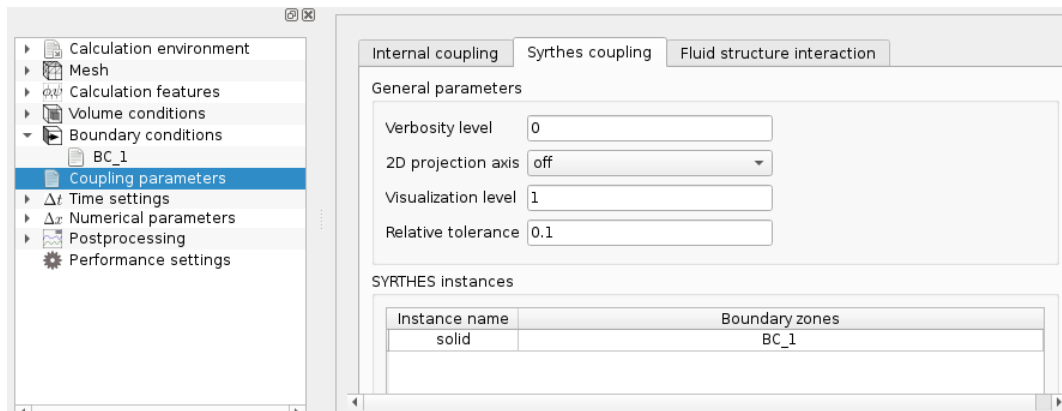 Calculation environment
Mesh
Calculation features
Volume conditions
Boundary conditions
BC_1
Coupling parameters
Δt Time settings
Δx Numerical parameters
Postprocessing
Performance settings
Internal coupling
Syrthes coupling
Fluid structure interaction
General parameters
Verbosity level 0
2D projection axis off
Visualization level 1
Relative tolerance 0.1
SYRTHES instances
Instance name Boundary zones
solid BC_1